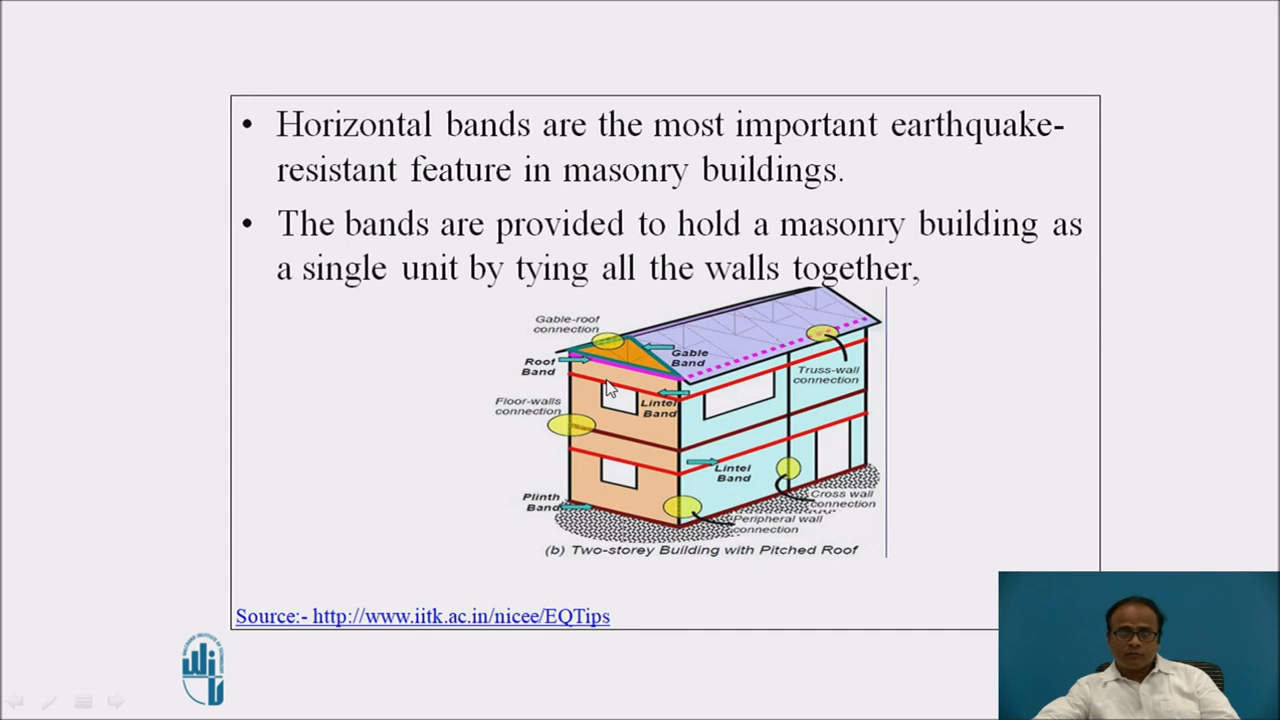 • Horizontal bands are the most important earthquake-
resistant feature in masonry buildings.
• The bands are provided to hold a masonry building as
a single unit by tying all the walls together,
Gable-roof
connection
Roof
Band
Gable
Band
Truss-wall
connection
Floor-walls
connection
Lintel
Band
Lintel
Band
Plinth
Band
Cross wall
connection
Peripheral wall
connection
(b) Two-storey Building with Pitched Roof
Source:- http://www.iitk.ac.in/nicee/EQTips